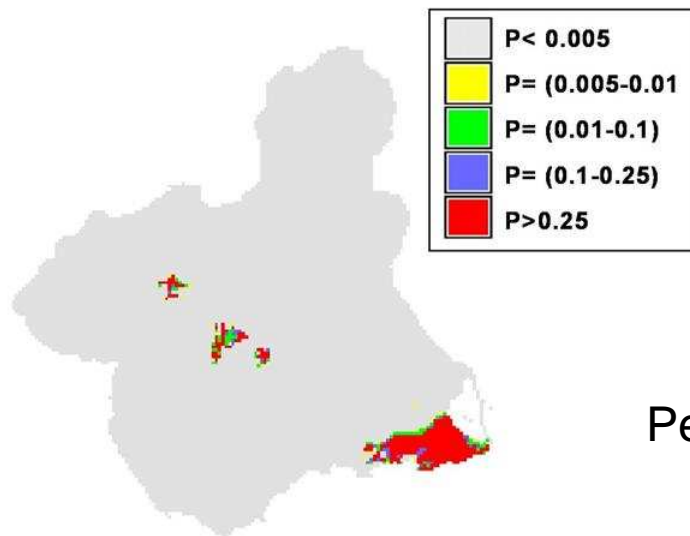 P< 0.005
P= (0.005-0.01
P= (0.01-0.1)
P= (0.1-0.25)
P>0.25
Pe